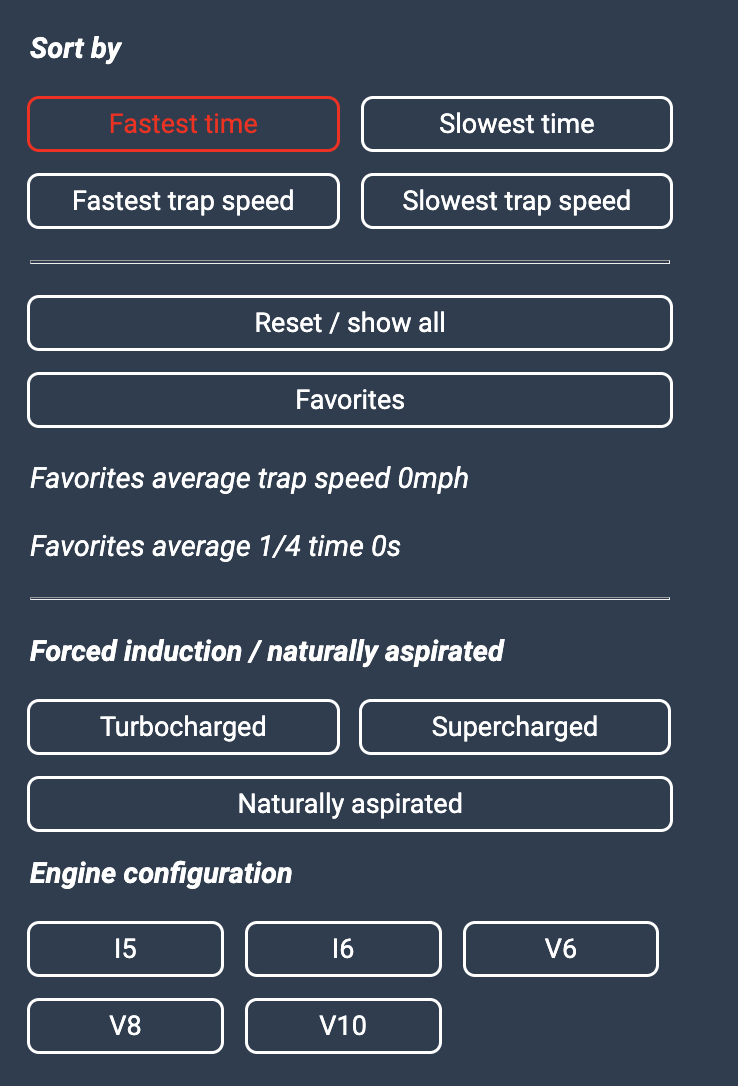 Sort by
Fastest time
Slowest time
Fastest trap speed
Slowest trap speed
Reset / show all
Favorites
Favorites average trap speed 0mph
Favorites average 1/4 time 0s
Forced induction / naturally aspirated
Turbocharged
Supercharged
Naturally aspirated
Engine configuration
I5
I6
V6
V8
V10